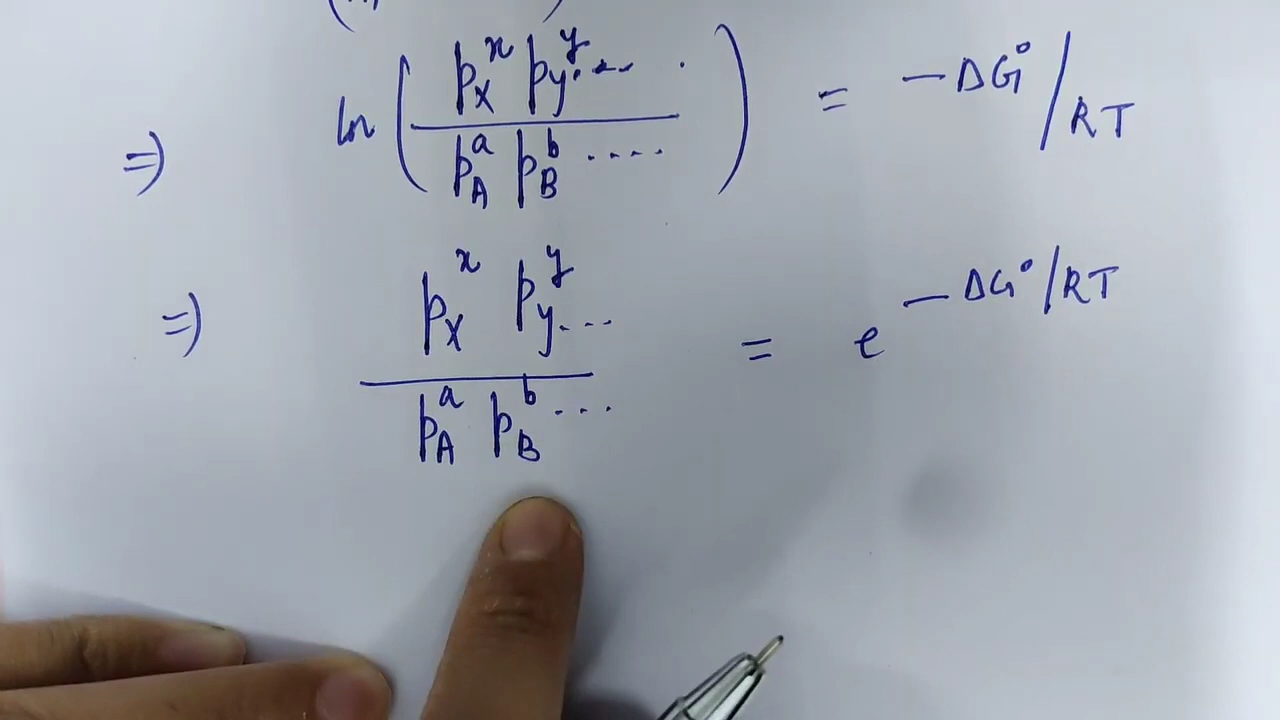 ⇒ ln ( p_X^x p_y^y ..... / p_A^a p_B^b ..... ) = -ΔG°/RT
⇒ p_X^x p_y^y ... / p_A^a p_B^b ... = e^{-ΔG°/RT}